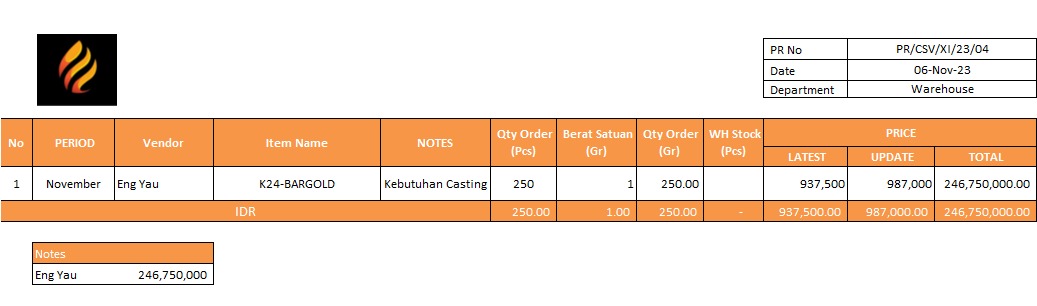 PR No PR/CSV/XI/23/04
Date 06-Nov-23
Department Warehouse
No PERIOD Vendor Item Name NOTES Qty Order (Pcs) Berat Satuan (Gr) Qty Order (Gr) WH Stock (Pcs) PRICE
LATEST UPDATE TOTAL
1 November Eng Yau K24-BARGOLD Kebutuhan Casting 250 1 250.00 937,500 987,000 246,750,000.00
IDR 250.00 1.00 250.00 - 937,500.00 987,000.00 246,750,000.00
Notes
Eng Yau 246,750,000